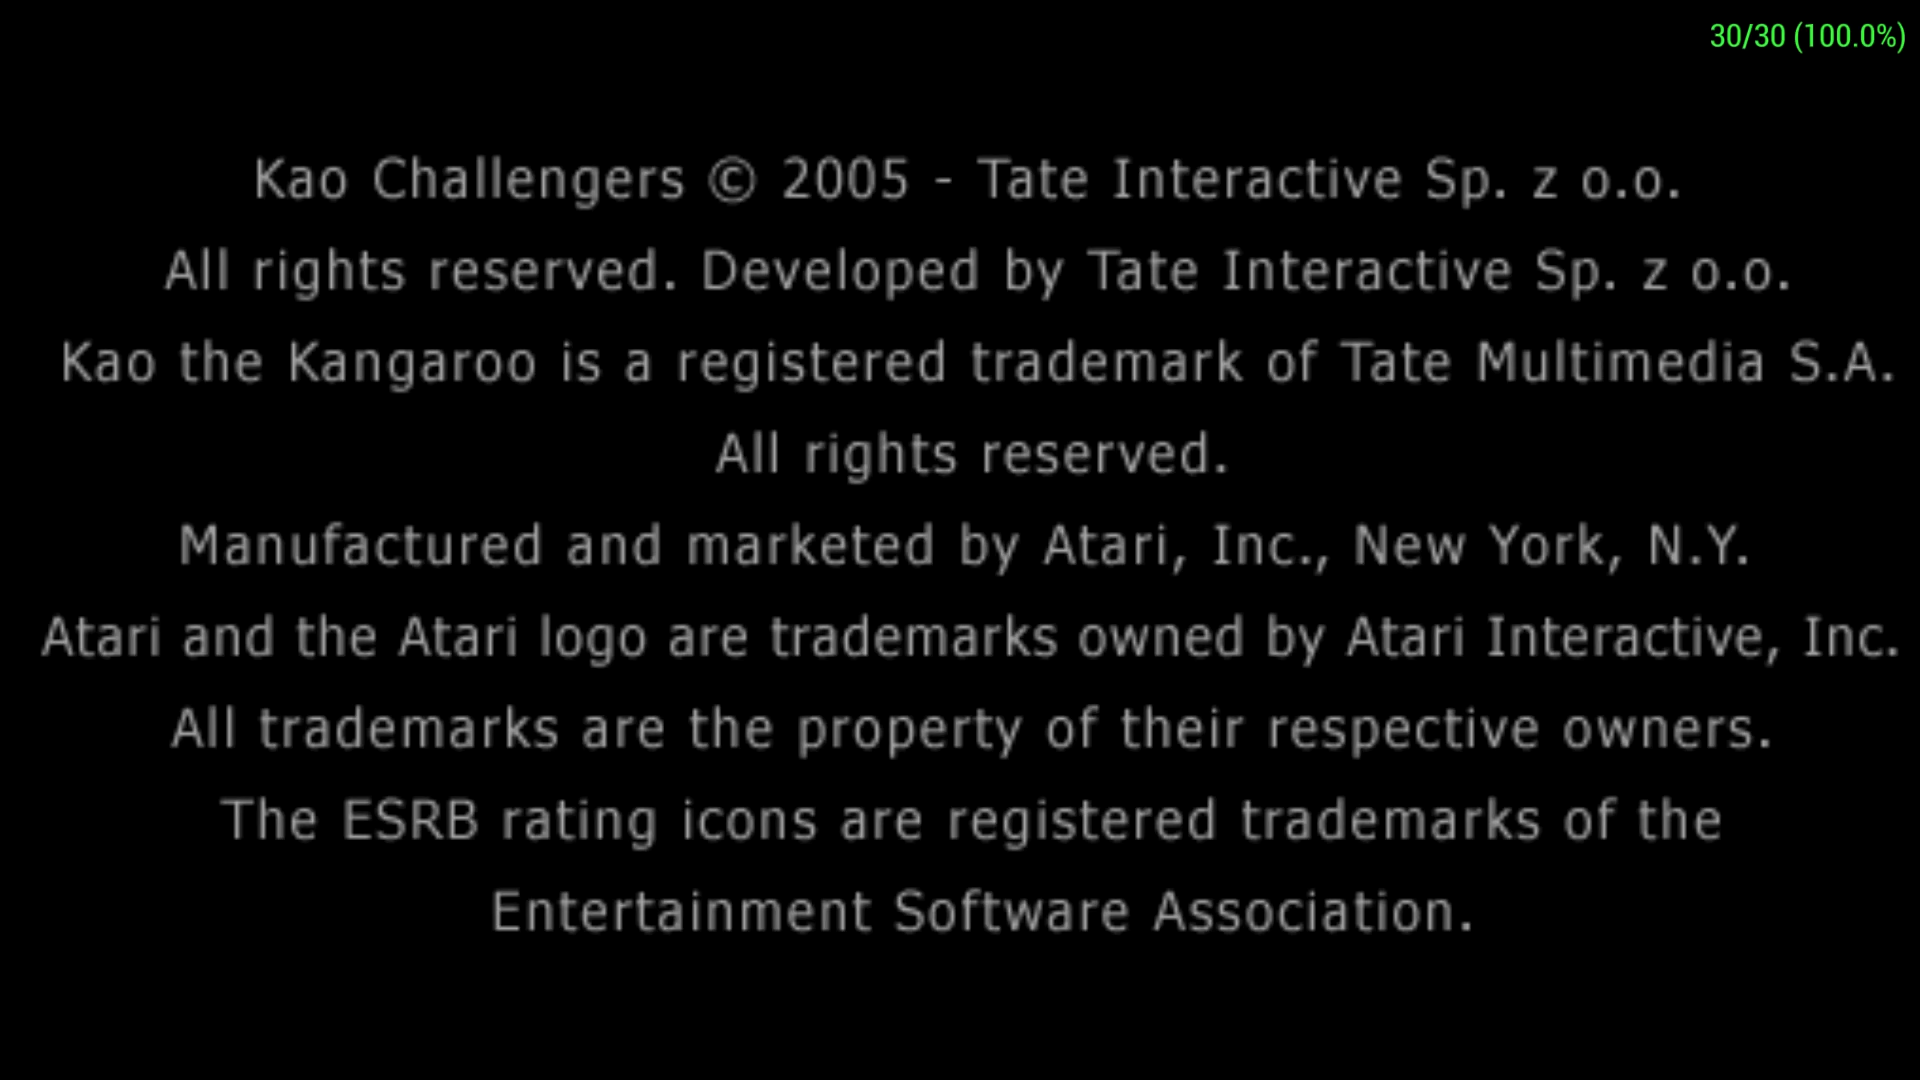 30/30 (100.0%)
Kao Challengers © 2005 - Tate Interactive Sp. z o.o.
All rights reserved. Developed by Tate Interactive Sp. z o.o.
Kao the Kangaroo is a registered trademark of Tate Multimedia S.A.
All rights reserved.
Manufactured and marketed by Atari, Inc., New York, N.Y.
Atari and the Atari logo are trademarks owned by Atari Interactive, Inc.
All trademarks are the property of their respective owners.
The ESRB rating icons are registered trademarks of the
Entertainment Software Association.